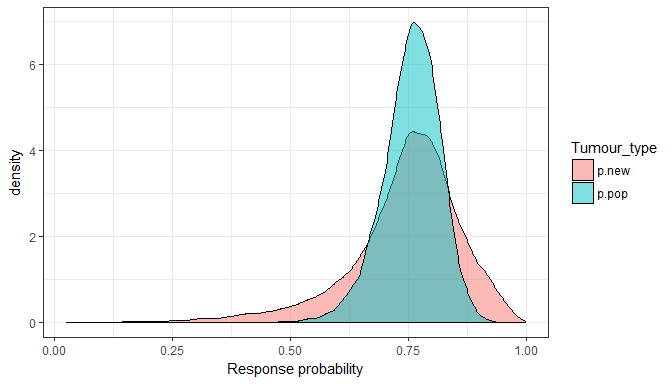 density
6
4
2
0
0.00 0.25 0.50 0.75 1.00
Response probability
Tumour_type
p.new
p.pop